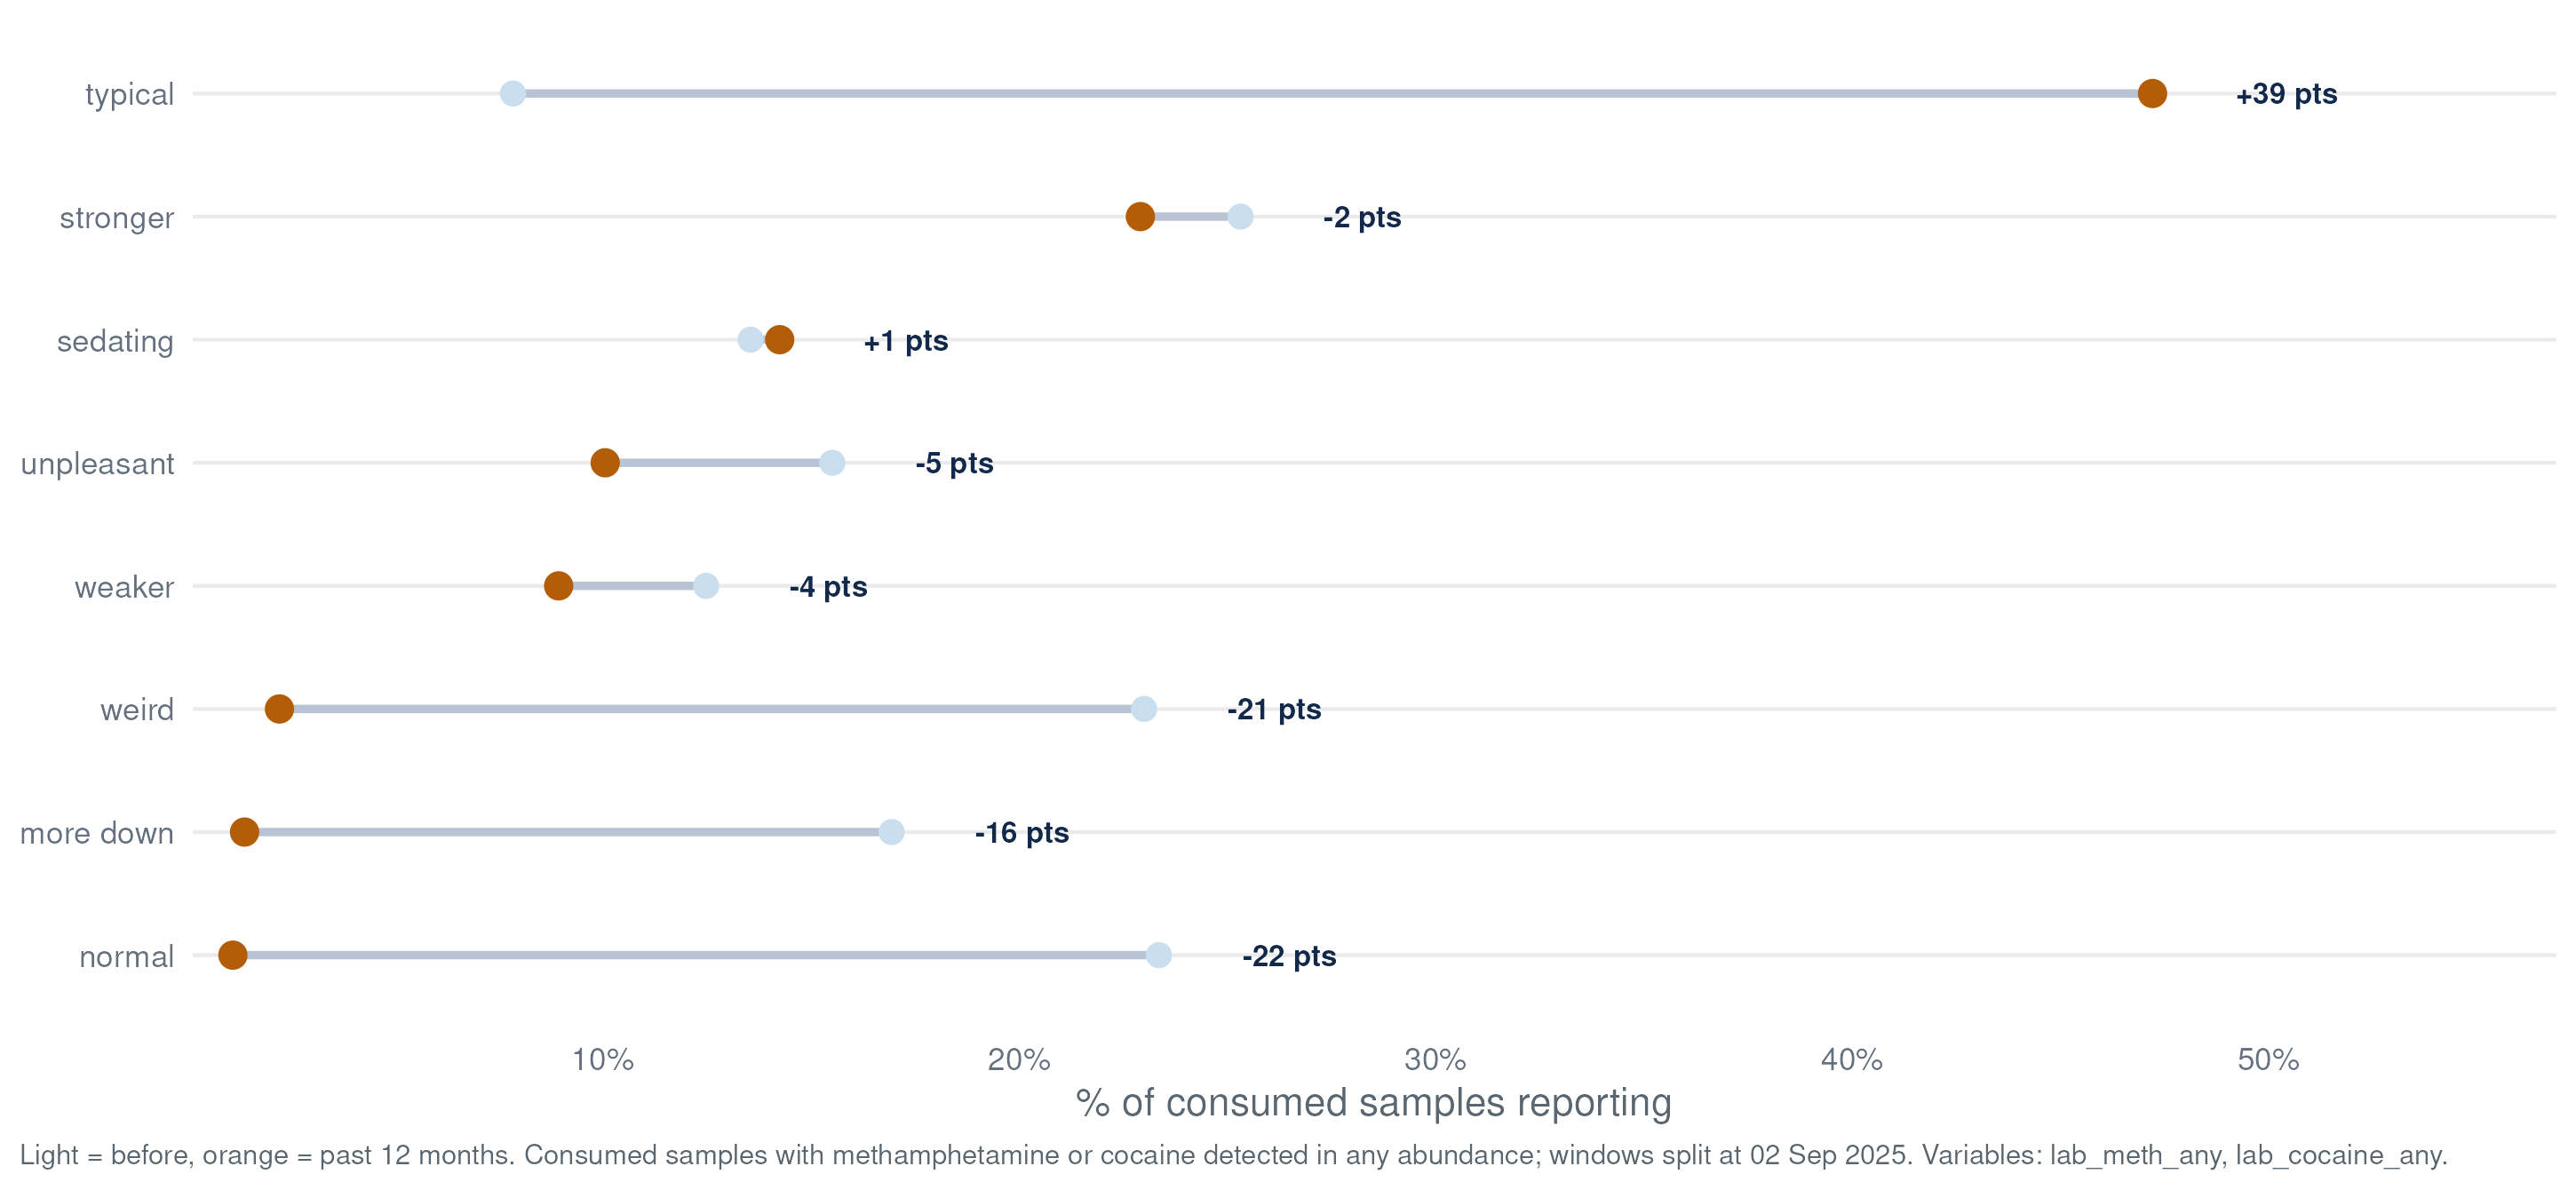 typical +39 pts
stronger -2 pts
sedating +1 pts
unpleasant -5 pts
weaker -4 pts
weird -21 pts
more down -16 pts
normal -22 pts
10% 20% 30% 40% 50%
% of consumed samples reporting
Light = before, orange = past 12 months. Consumed samples with methamphetamine or cocaine detected in any abundance; windows split at 02 Sep 2025. Variables: lab_meth_any, lab_cocaine_any.